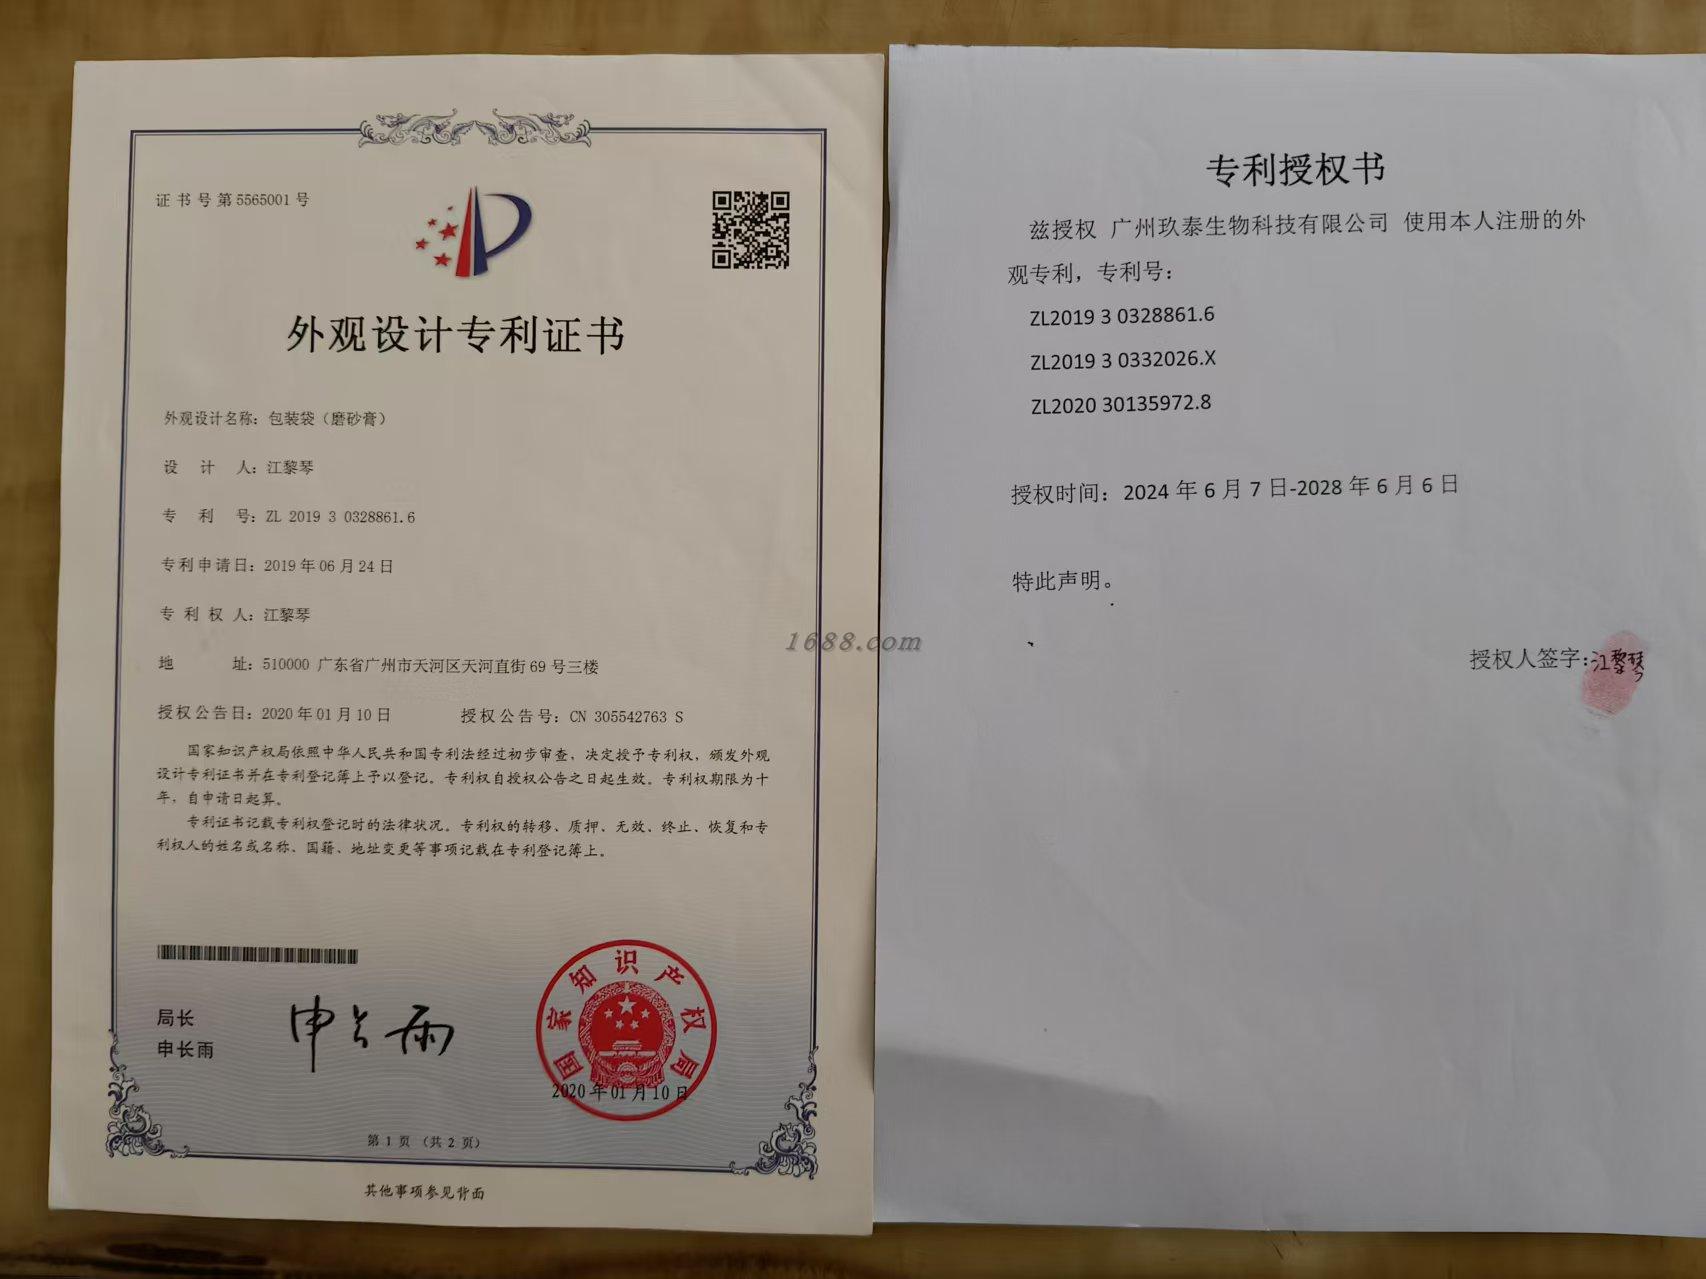 证书号第5565001号
外观设计专利证书
外观设计名称：包装袋（磨砂膏）
设计人：江黎琴
专利号：ZL 2019 3 0328861.6
专利申请日：2019年06月24日
专利权人：江黎琴
地址：510000 广东省广州市天河区天河直街69号三楼
授权公告日：2020年01月10日 授权公告号：CN 305542763 S
国家知识产权局依照中华人民共和国专利法经过初步审查，决定授予专利权，颁发外观
设计专利证书并在专利登记簿上予以登记。专利权自授权公告之日起生效。专利权期限为十
年，自申请日起算。
专利证书记载专利权登记时的法律状况。专利权的转移、质押、无效、终止、恢复和专
利权人的姓名或名称、国籍、地址变更等事项记载在专利登记簿上。
局长
申长雨
申长雨
国家知识产权局
2020年01月10日
第1页（共2页）
其他事项参见背面
专利授权书
兹授权 广州玖泰生物科技有限公司 使用本人注册的外
观专利，专利号：
ZL2019 3 0328861.6
ZL2019 3 0332026.X
ZL2020 30135972.8
授权时间：2024年6月7日-2028年6月6日
特此声明。
授权人签字：江黎琴
1688.com